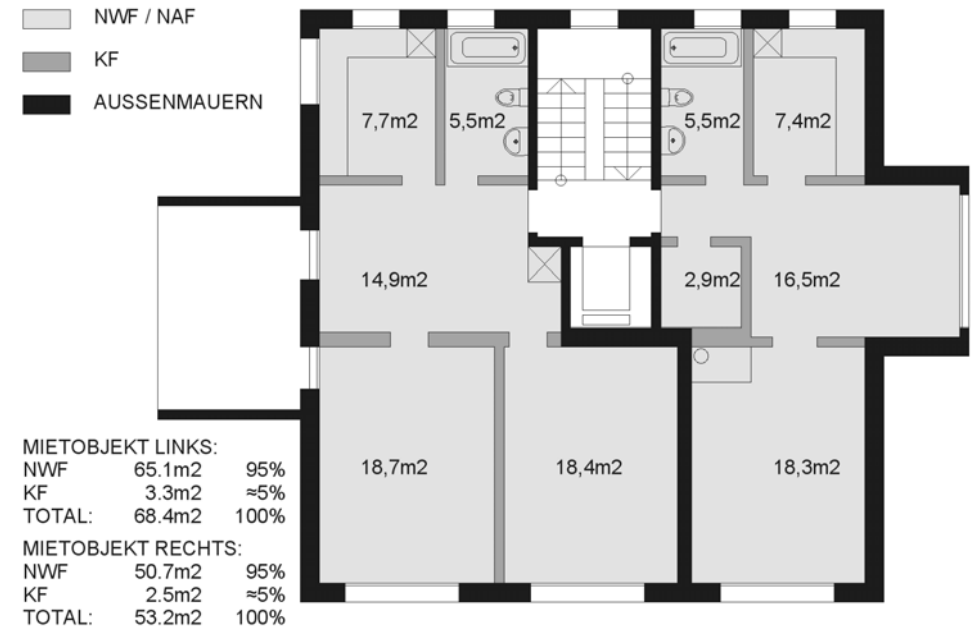 NWF / NAF
KF
AUSSENMAUERN
7,7m2 5,5m2 5,5m2 7,4m2
14,9m2 2,9m2 16,5m2
18,7m2 18,4m2 18,3m2
MIETOBJEKT LINKS:
NWF 65.1m2 95%
KF 3.3m2 ≈5%
TOTAL: 68.4m2 100%
MIETOBJEKT RECHTS:
NWF 50.7m2 95%
KF 2.5m2 ≈5%
TOTAL: 53.2m2 100%